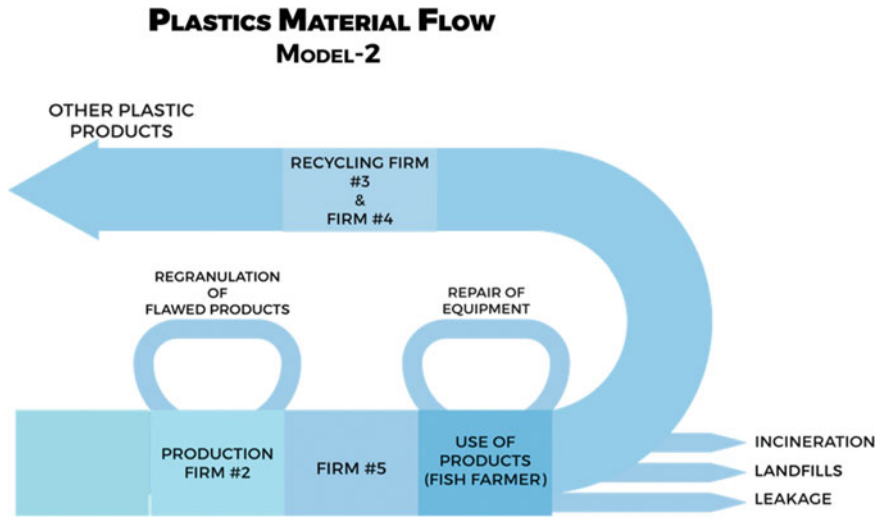 PLASTICS MATERIAL FLOW
MODEL-2
OTHER PLASTIC
PRODUCTS
RECYCLING FIRM
#3
&
FIRM #4
REGRANULATION
OF
FLAWED PRODUCTS
REPAIR OF
EQUIPMENT
PRODUCTION
FIRM #2
FIRM #5
USE OF
PRODUCTS
(FISH FARMER)
INCINERATION
LANDFILLS
LEAKAGE